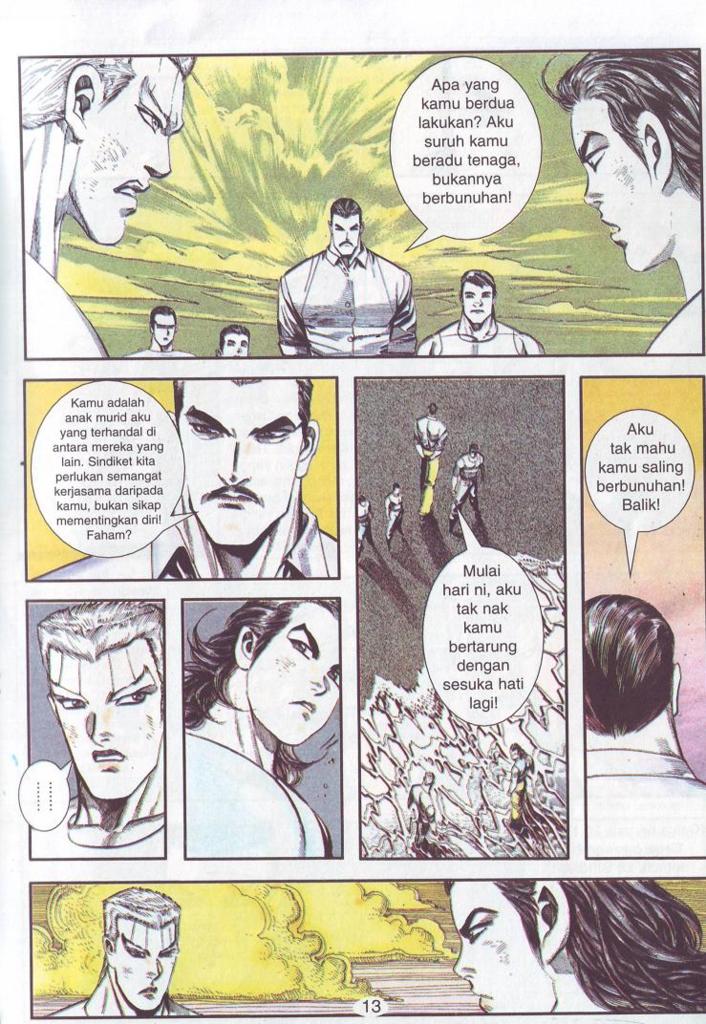 Apa yang
kamu berdua
lakukan? Aku
suruh kamu
beradu tenaga,
bukannya
berbunuhan!
Kamu adalah
anak murid aku
yang terhandal di
antara mereka yang
lain. Sindiket kita
perlukan semangat
kerjasama daripada
kamu, bukan sikap
mementingkan diri!
Faham?
Mulai
hari ni, aku
tak nak
kamu
bertarung
dengan
sesuka hati
lagi!
Aku
tak mahu
kamu saling
berbunuhan!
Balik!
......
13